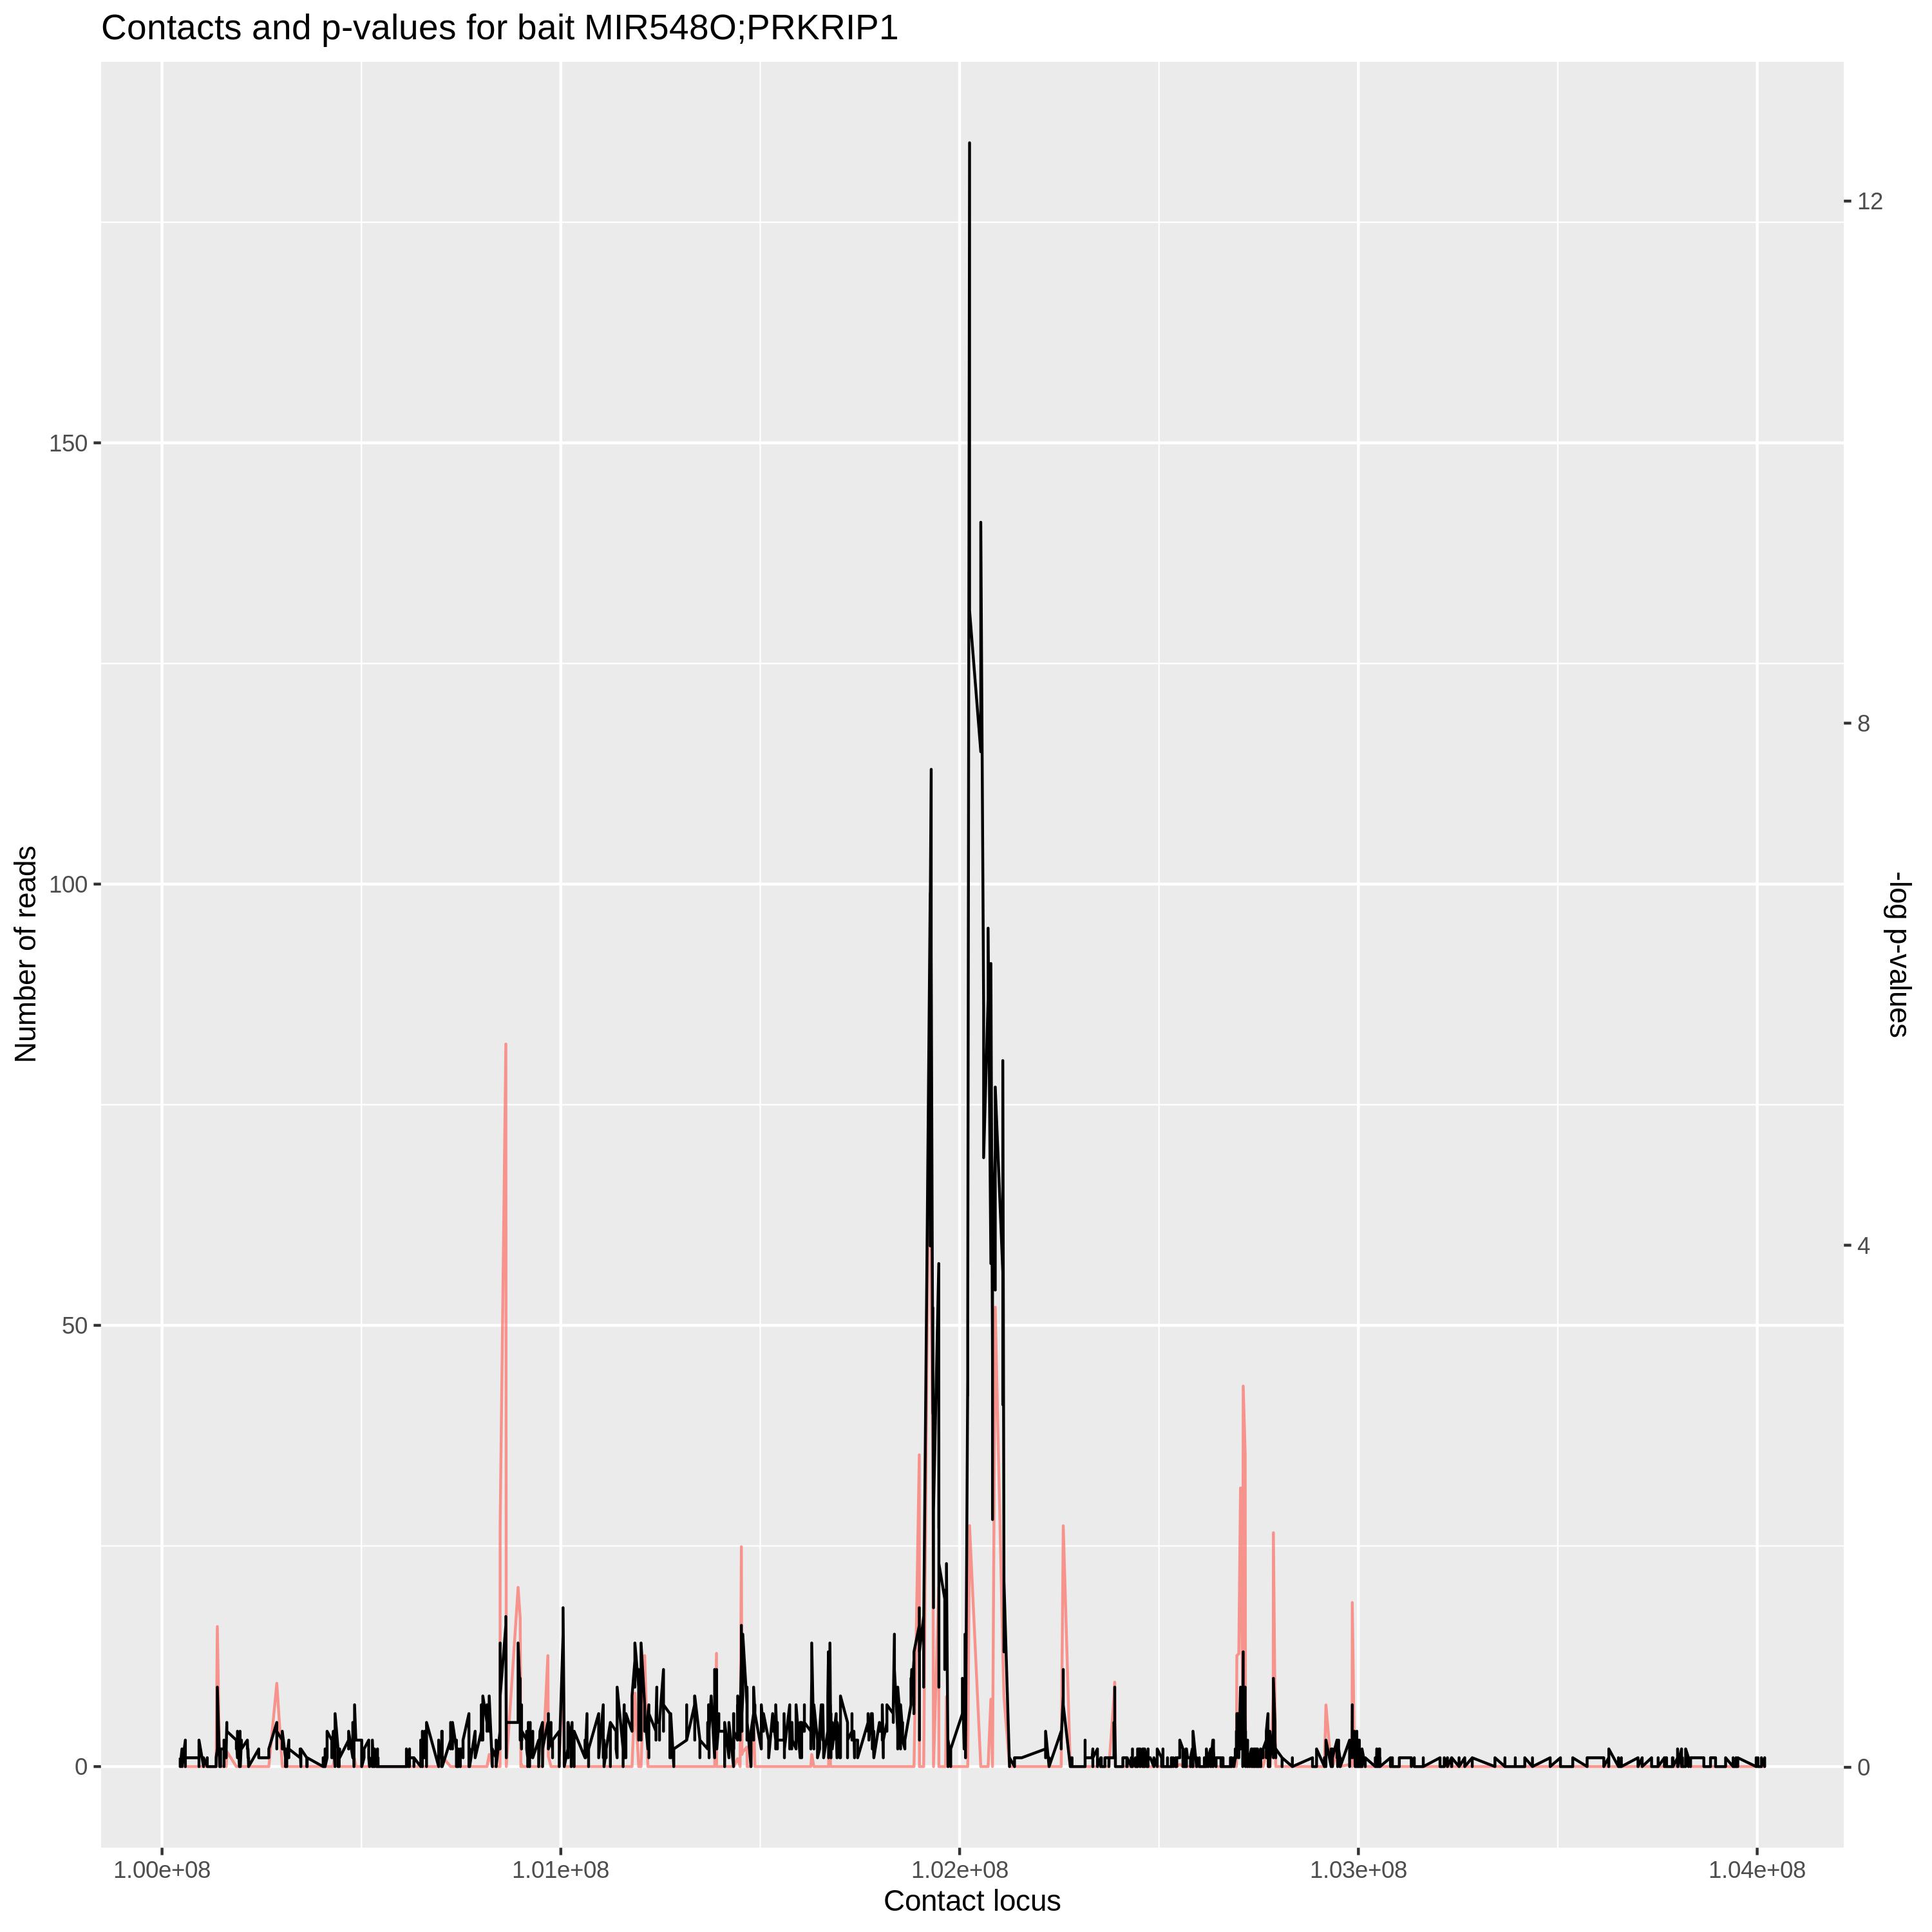 Contacts and p-values for bait MIR548O;PRKRIP1
Number of reads
150
100
50
0
12
8
4
0
-log p-values
1.00e+08 1.01e+08 1.02e+08 1.03e+08 1.04e+08
Contact locus